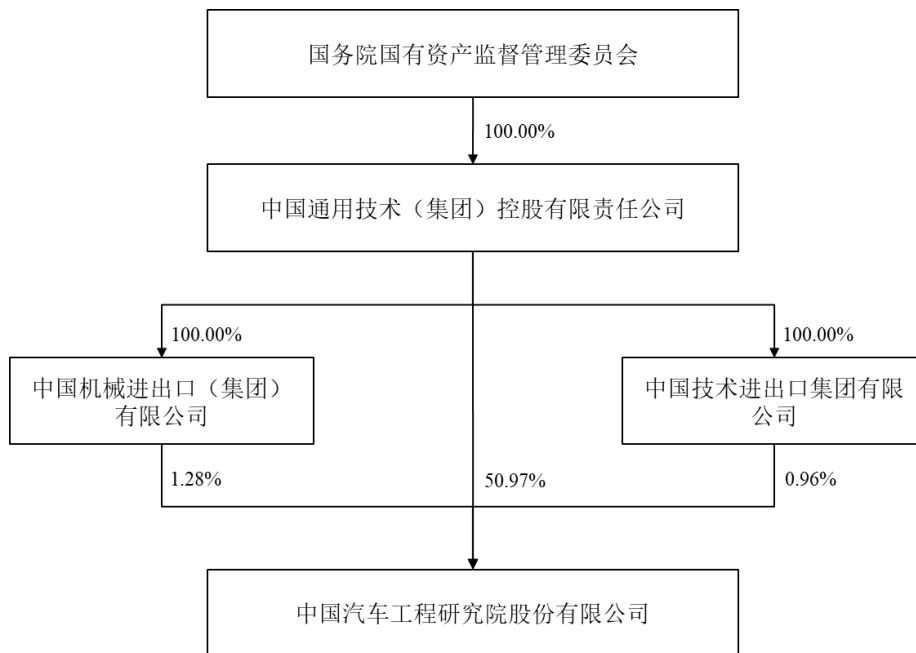 国务院国有资产监督管理委员会
100.00%
中国通用技术（集团）控股有限责任公司
100.00%
100.00%
中国机械进出口（集团）
有限公司
中国技术进出口集团有限
公司
1.28%
50.97%
0.96%
中国汽车工程研究院股份有限公司